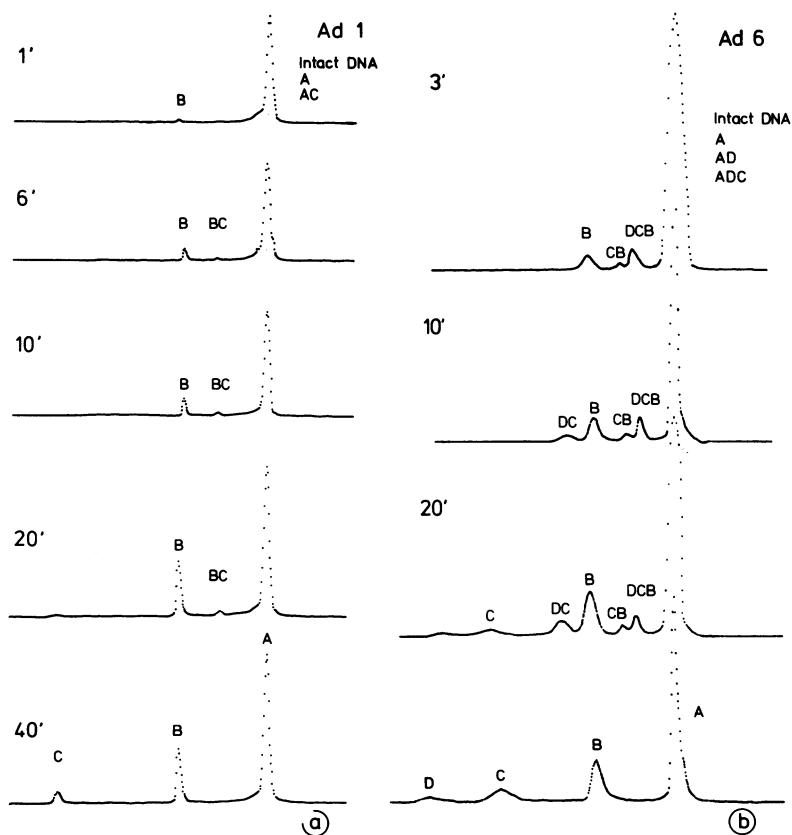 Ad 1
1'
Intact DNA
A
AC
B
6'
B BC
10'
B BC
20'
B
BC
A
40'
B
C
a
Ad 6
3'
Intact DNA
A
AD
ADC
B DCB
CB
10'
DCB
DC B CB
20'
B
DCB
C DC CB
A
B
D C
b